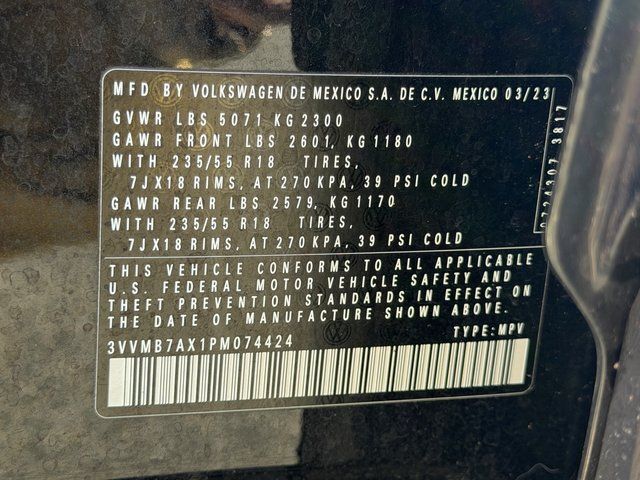 MFD BY VOLKSWAGEN DE MEXICO S.A. DE C.V. MEXICO 03/23
GVWR LBS 5071 KG 2300
GAWR FRONT LBS 2601, KG 1180
WITH 235/55 R18 TIRES,
7JX18 RIMS, AT 270 KPA, 39 PSI COLD
GAWR REAR LBS 2579, KG 1170
WITH 235/55 R18 TIRES,
7JX18 RIMS, AT 270 KPA, 39 PSI COLD
THIS VEHICLE CONFORMS TO ALL APPLICABLE
U.S. FEDERAL MOTOR VEHICLE SAFETY AND
THEFT PREVENTION STANDARDS IN EFFECT ON
THE DATE OF MANUFACTURE SHOWN ABOVE.
3VVMB7AX1PM074424 TYPE: MPV
3817